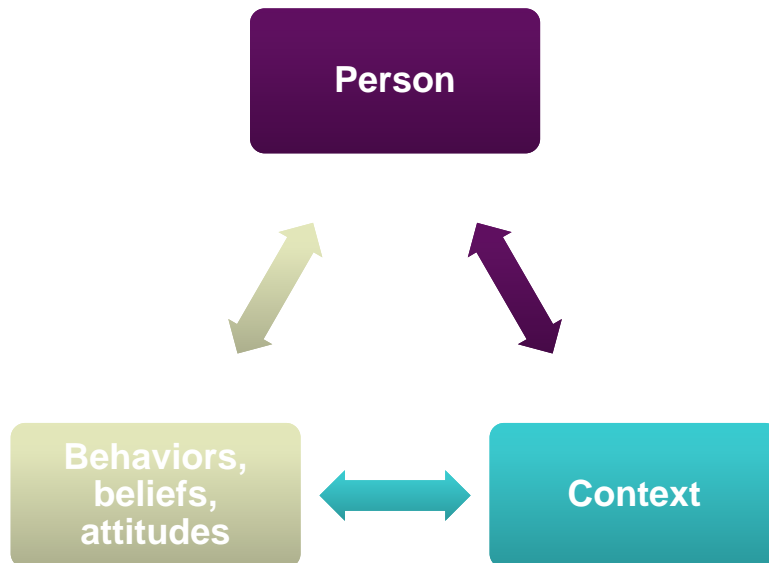 Person
Behaviors,
beliefs,
attitudes
Context